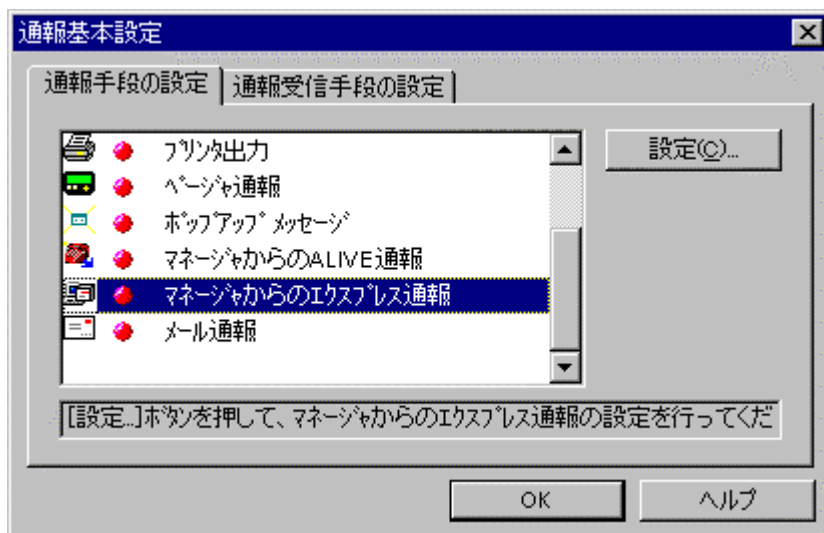 通報基本設定
通報手段の設定 通報受信手段の設定
ﾌﾟﾘﾝﾀ出力
設定(C)...
ﾍﾟｰｼﾞｬ通報
ﾎﾟｯﾌﾟｱｯﾌﾟ ﾒｯｾｰｼﾞ
ﾏﾈｰｼﾞｬからのALIVE通報
ﾏﾈｰｼﾞｬからのｴｸｽﾌﾟﾚｽ通報
ﾒｰﾙ通報
[設定...]ﾎﾞﾀﾝを押して、ﾏﾈｰｼﾞｬからのｴｸｽﾌﾟﾚｽ通報の設定を行ってくだ
OK ヘルプ